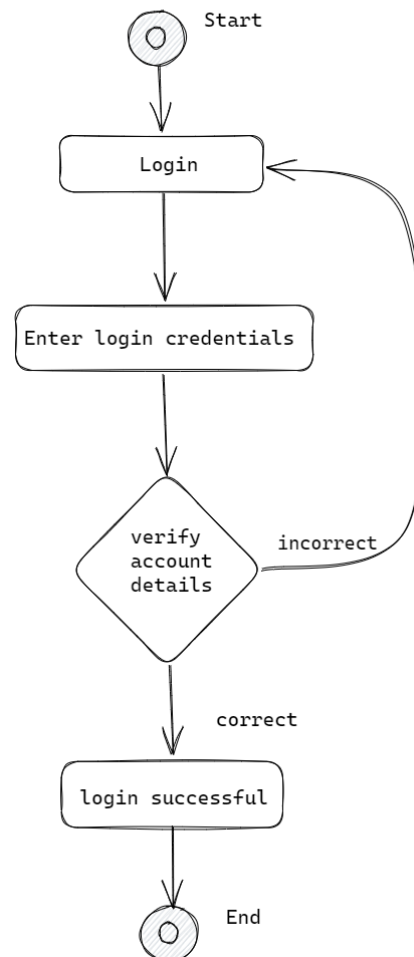 Start
Login
Enter login credentials
verify
account
details
incorrect
correct
login successful
End